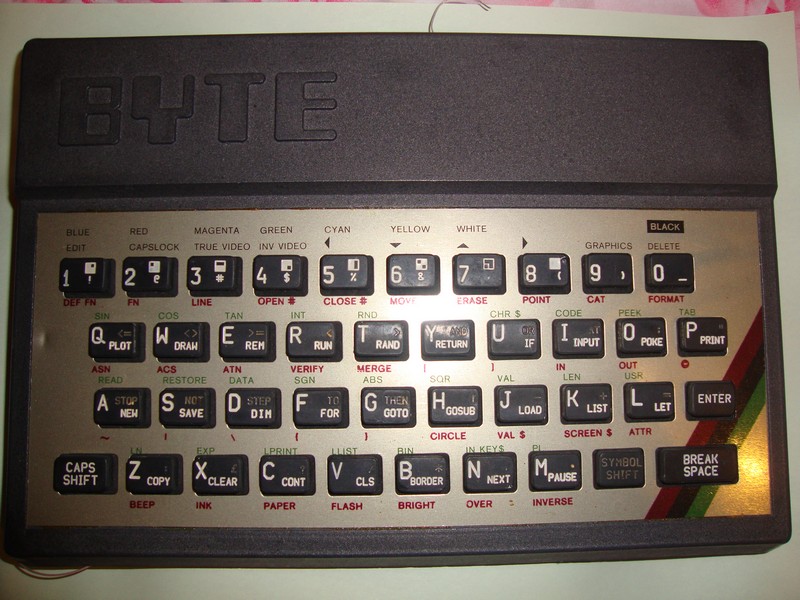 BYTE
BLUE RED MAGENTA GREEN CYAN YELLOW WHITE BLACK
EDIT CAPSLOCK TRUE VIDEO INV VIDEO GRAPHICS DELETE
1 ! 2 @ 3 # 4 $ 5 % 6 & 7 8 ( 9 ) 0 _
DEF FN FN LINE OPEN # CLOSE # MOVE ERASE POINT CAT FORMAT
SIN COS TAN INT RND CHR $ CODE PEEK TAB
Q <= PLOT W <> DRAW E >= REM R < RUN T > RAND Y AND RETURN U OR IF I AT INPUT O ; POKE P " PRINT
ASN ACS ATN VERIFY MERGE [ ] IN OUT ©
READ RESTORE DATA SGN ABS SQR VAL LEN USR
A STOP NEW S NOT SAVE D STEP DIM F TO FOR G THEN GOTO H GOSUB J - LOAD K + LIST L = LET ENTER
~ | \ { } CIRCLE VAL $ SCREEN $ ATTR
LN EXP LPRINT LLIST BIN IN KEY$ PI
CAPS SHIFT Z COPY X CLEAR C CONT V CLS B BORDER N NEXT M PAUSE SYMBOL SHIFT BREAK SPACE
BEEP INK PAPER FLASH BRIGHT OVER INVERSE